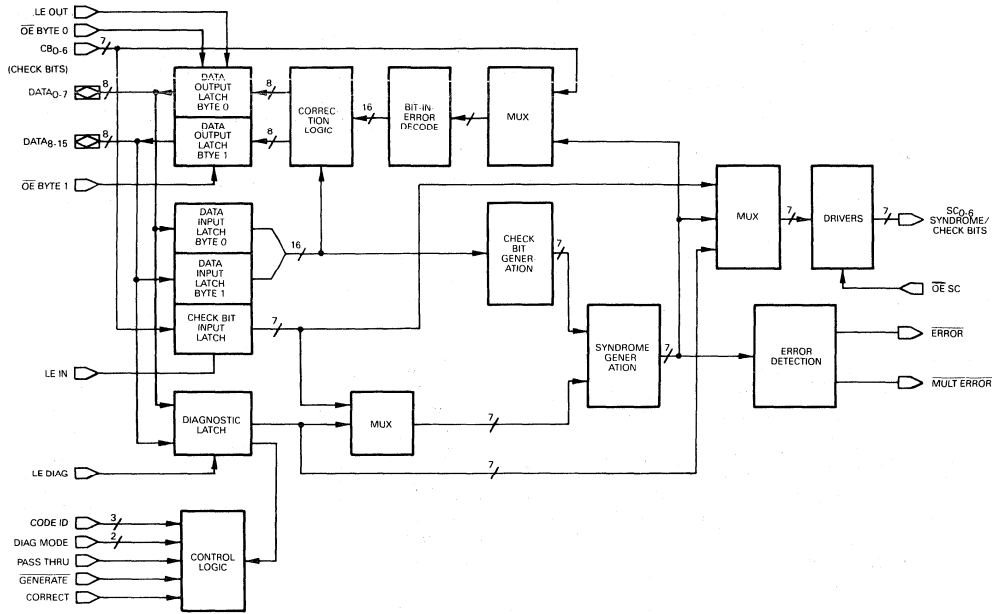 LE OUT
OE BYTE 0
7
CB0-6
(CHECK BITS)
DATA0-7
8
DATA8-15
8
OE BYTE 1
DATA
OUTPUT
LATCH
BYTE 0
DATA
OUTPUT
LATCH
BTYE 1
8
8
CORREC-
TION
LOGIC
16
BIT-IN-
ERROR
DECODE
7
MUX
DATA
INPUT
LATCH
BYTE 0
DATA
INPUT
LATCH
BYTE 1
CHECK BIT
INPUT
LATCH
16
7
CHECK
BIT
GENER-
ATION
7
MUX
7
DRIVERS
7
SC0-6
SYNDROME/
CHECK BITS
OE SC
SYNDROME
GENER
ATION
7
ERROR
DETECTION
ERROR
MULT ERROR
LE IN
DIAGNOSTIC
LATCH
MUX
7
7
LE DIAG
CODE ID
3
DIAG MODE
2
PASS THRU
GENERATE
CORRECT
CONTROL
LOGIC